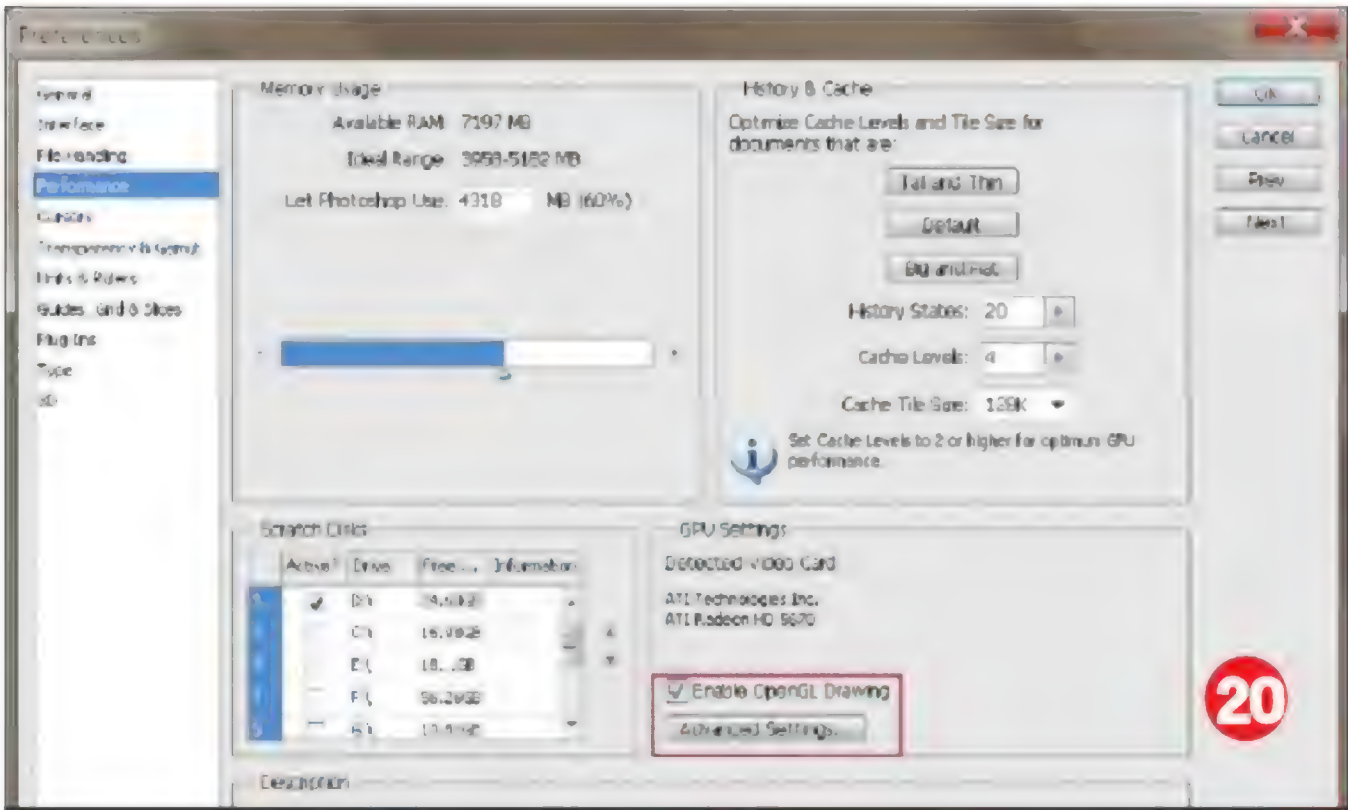 Preferences
General
Interface
File Handling
Performance
Cursors
Transparency & Gamut
Units & Rulers
Guides, Grid & Slices
Plug-Ins
Type
3D
Memory Usage
Available RAM: 7197 MB
Ideal Range: 3958-5182 MB
Let Photoshop Use: 4318 MB (60%)
History & Cache
Optimize Cache Levels and Tile Size for
documents that are:
Tall and Thin
Default
Big and Flat
History States: 20
Cache Levels: 4
Cache Tile Size: 128K
Set Cache Levels to 2 or higher for optimum GPU
performance.
OK
Cancel
Prev
Next
Scratch Disks
Active? Drive Free ... Information
D:\
C:\ 16.90GB
E:\
F:\ 56.20GB
5
GPU Settings
Detected Video Card:
ATI Technologies Inc.
ATI Radeon HD 5670
Enable OpenGL Drawing
Advanced Settings...
20
Description